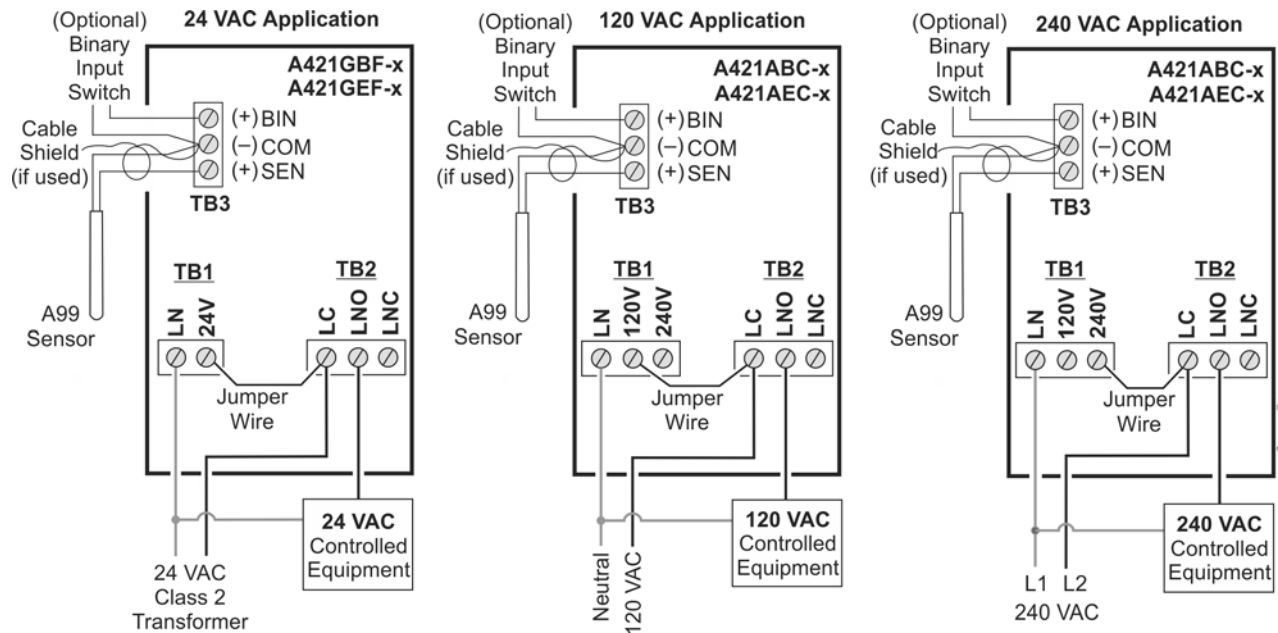 24 VAC Application
(Optional)
Binary
Input
Switch
A421GBF-x
A421GEF-x
(+) BIN
(–) COM
(+) SEN
Cable
Shield
(if used)
TB3
A99
Sensor
TB1
LN
24V
TB2
LC
LNO
LNC
Jumper
Wire
24 VAC
Controlled
Equipment
24 VAC
Class 2
Transformer
120 VAC Application
(Optional)
Binary
Input
Switch
A421ABC-x
A421AEC-x
(+) BIN
(–) COM
(+) SEN
Cable
Shield
(if used)
TB3
A99
Sensor
TB1
LN
120V
240V
TB2
LC
LNO
LNC
Jumper
Wire
120 VAC
Controlled
Equipment
Neutral
120 VAC
240 VAC Application
(Optional)
Binary
Input
Switch
A421ABC-x
A421AEC-x
(+) BIN
(–) COM
(+) SEN
Cable
Shield
(if used)
TB3
A99
Sensor
TB1
LN
120V
240V
TB2
LC
LNO
LNC
Jumper
Wire
240 VAC
Controlled
Equipment
L1 L2
240 VAC